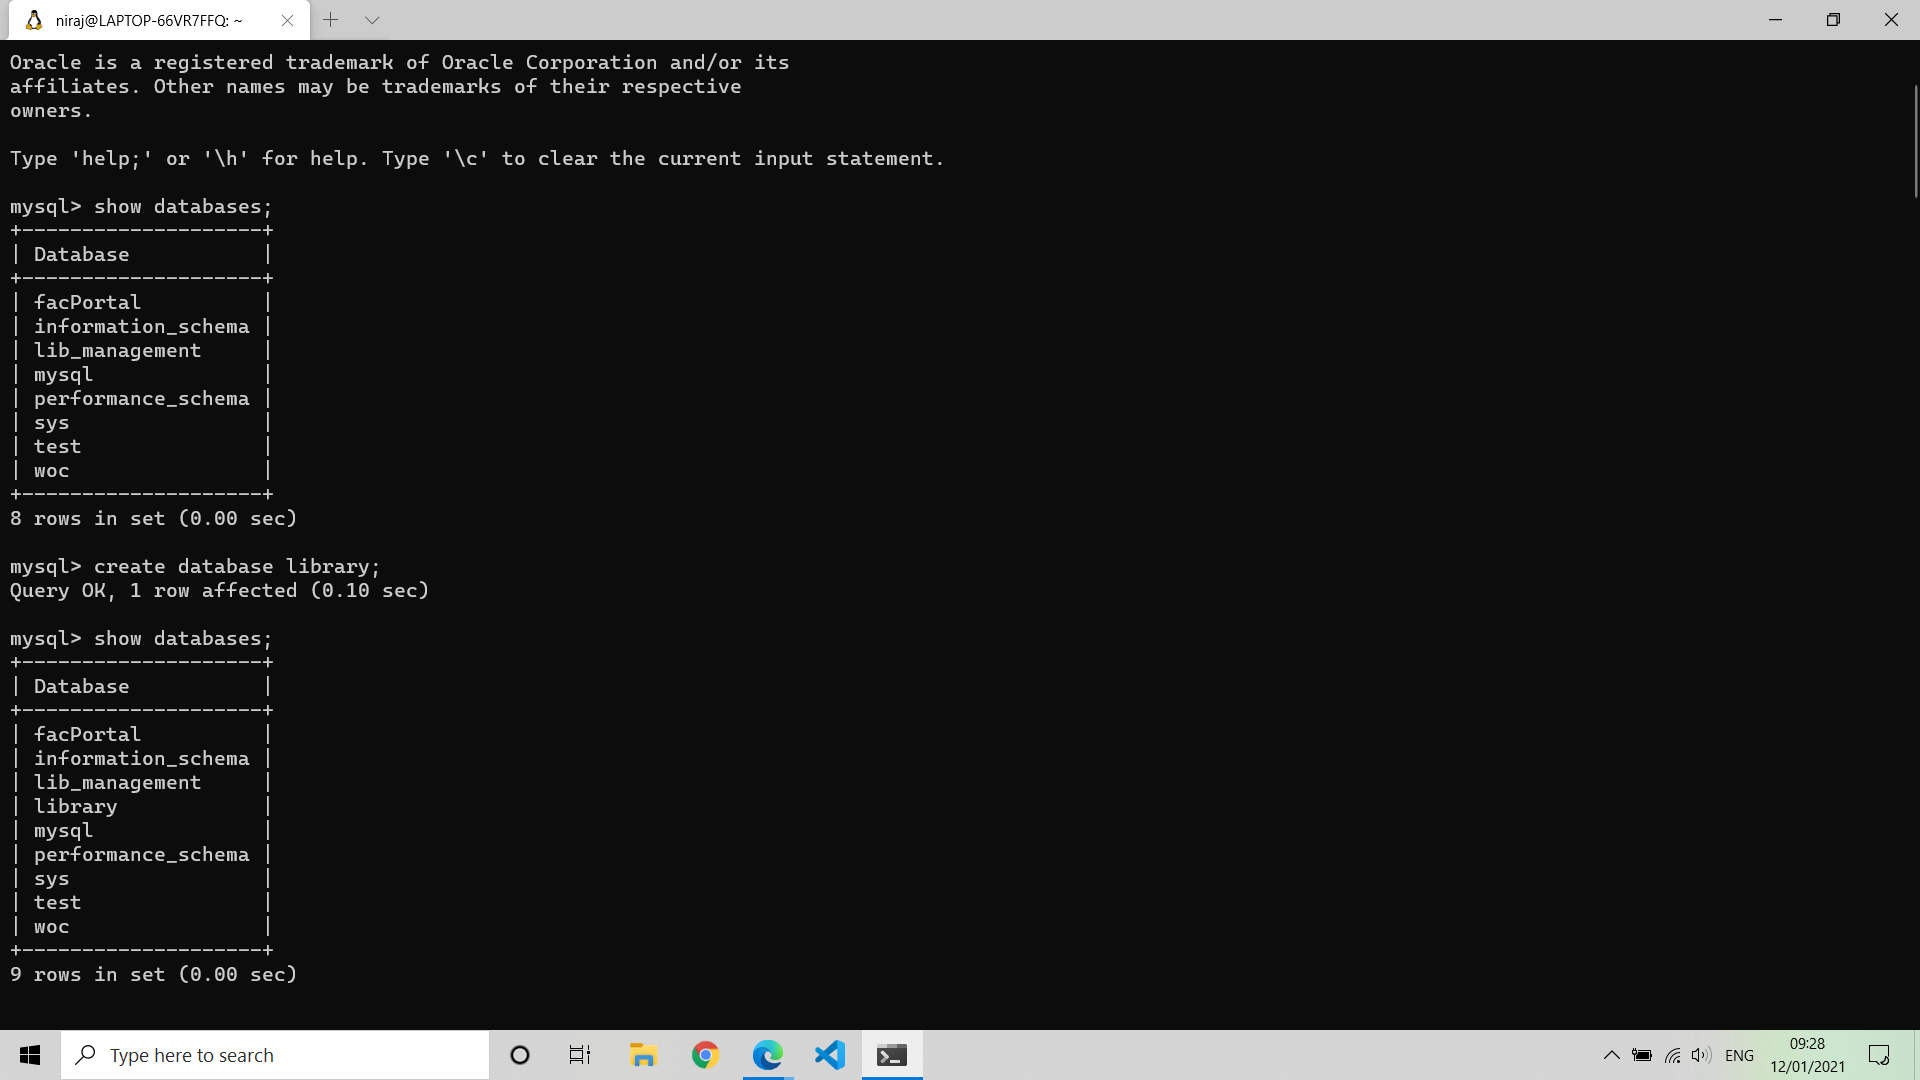 niraj@LAPTOP-66VR7FFQ: ~
Oracle is a registered trademark of Oracle Corporation and/or its
affiliates. Other names may be trademarks of their respective
owners.
Type 'help;' or '\h' for help. Type '\c' to clear the current input statement.
mysql> show databases;
+--------------------+
| Database           |
+--------------------+
| facPortal          |
| information_schema |
| lib_management     |
| mysql              |
| performance_schema |
| sys                |
| test               |
| woc                |
+--------------------+
8 rows in set (0.00 sec)
mysql> create database library;
Query OK, 1 row affected (0.10 sec)
mysql> show databases;
+--------------------+
| Database           |
+--------------------+
| facPortal          |
| information_schema |
| lib_management     |
| library            |
| mysql              |
| performance_schema |
| sys                |
| test               |
| woc                |
+--------------------+
9 rows in set (0.00 sec)
Type here to search
ENG
09:28
12/01/2021